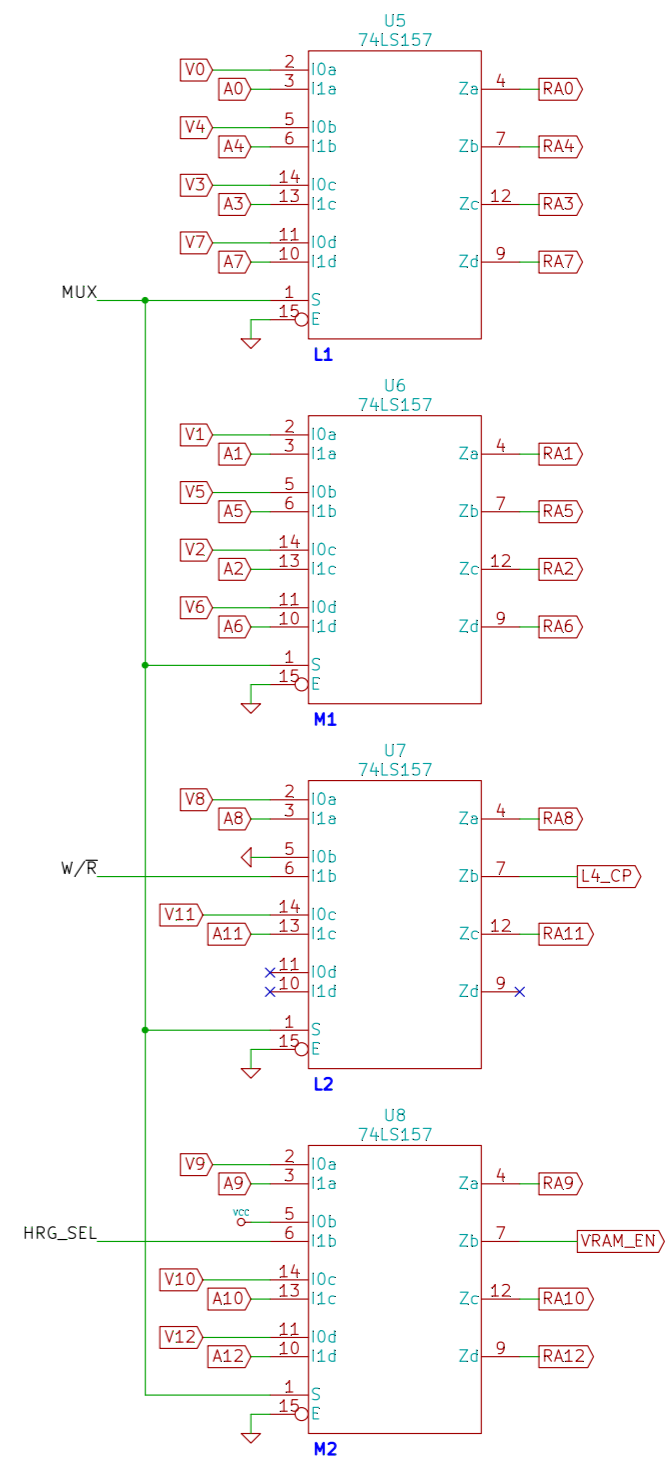 U5
74LS157
V0 2 I0a
A0 3 I1a Za 4 RA0
V4 5 I0b
A4 6 I1b Zb 7 RA4
V3 14 I0c
A3 13 I1c Zc 12 RA3
V7 11 I0d
A7 10 I1d Zd 9 RA7
MUX 1 S
15 E
L1
U6
74LS157
V1 2 I0a
A1 3 I1a Za 4 RA1
V5 5 I0b
A5 6 I1b Zb 7 RA5
V2 14 I0c
A2 13 I1c Zc 12 RA2
V6 11 I0d
A6 10 I1d Zd 9 RA6
1 S
15 E
M1
U7
74LS157
V8 2 I0a
A8 3 I1a Za 4 RA8
5 I0b
W/R̅ 6 I1b Zb 7 L4_CP
V11 14 I0c
A11 13 I1c Zc 12 RA11
11 I0d
10 I1d Zd 9
1 S
15 E
L2
U8
74LS157
V9 2 I0a
A9 3 I1a Za 4 RA9
VCC 5 I0b
HRG_SEL 6 I1b Zb 7 VRAM_EN
V10 14 I0c
A10 13 I1c Zc 12 RA10
V12 11 I0d
A12 10 I1d Zd 9 RA12
1 S
15 E
M2